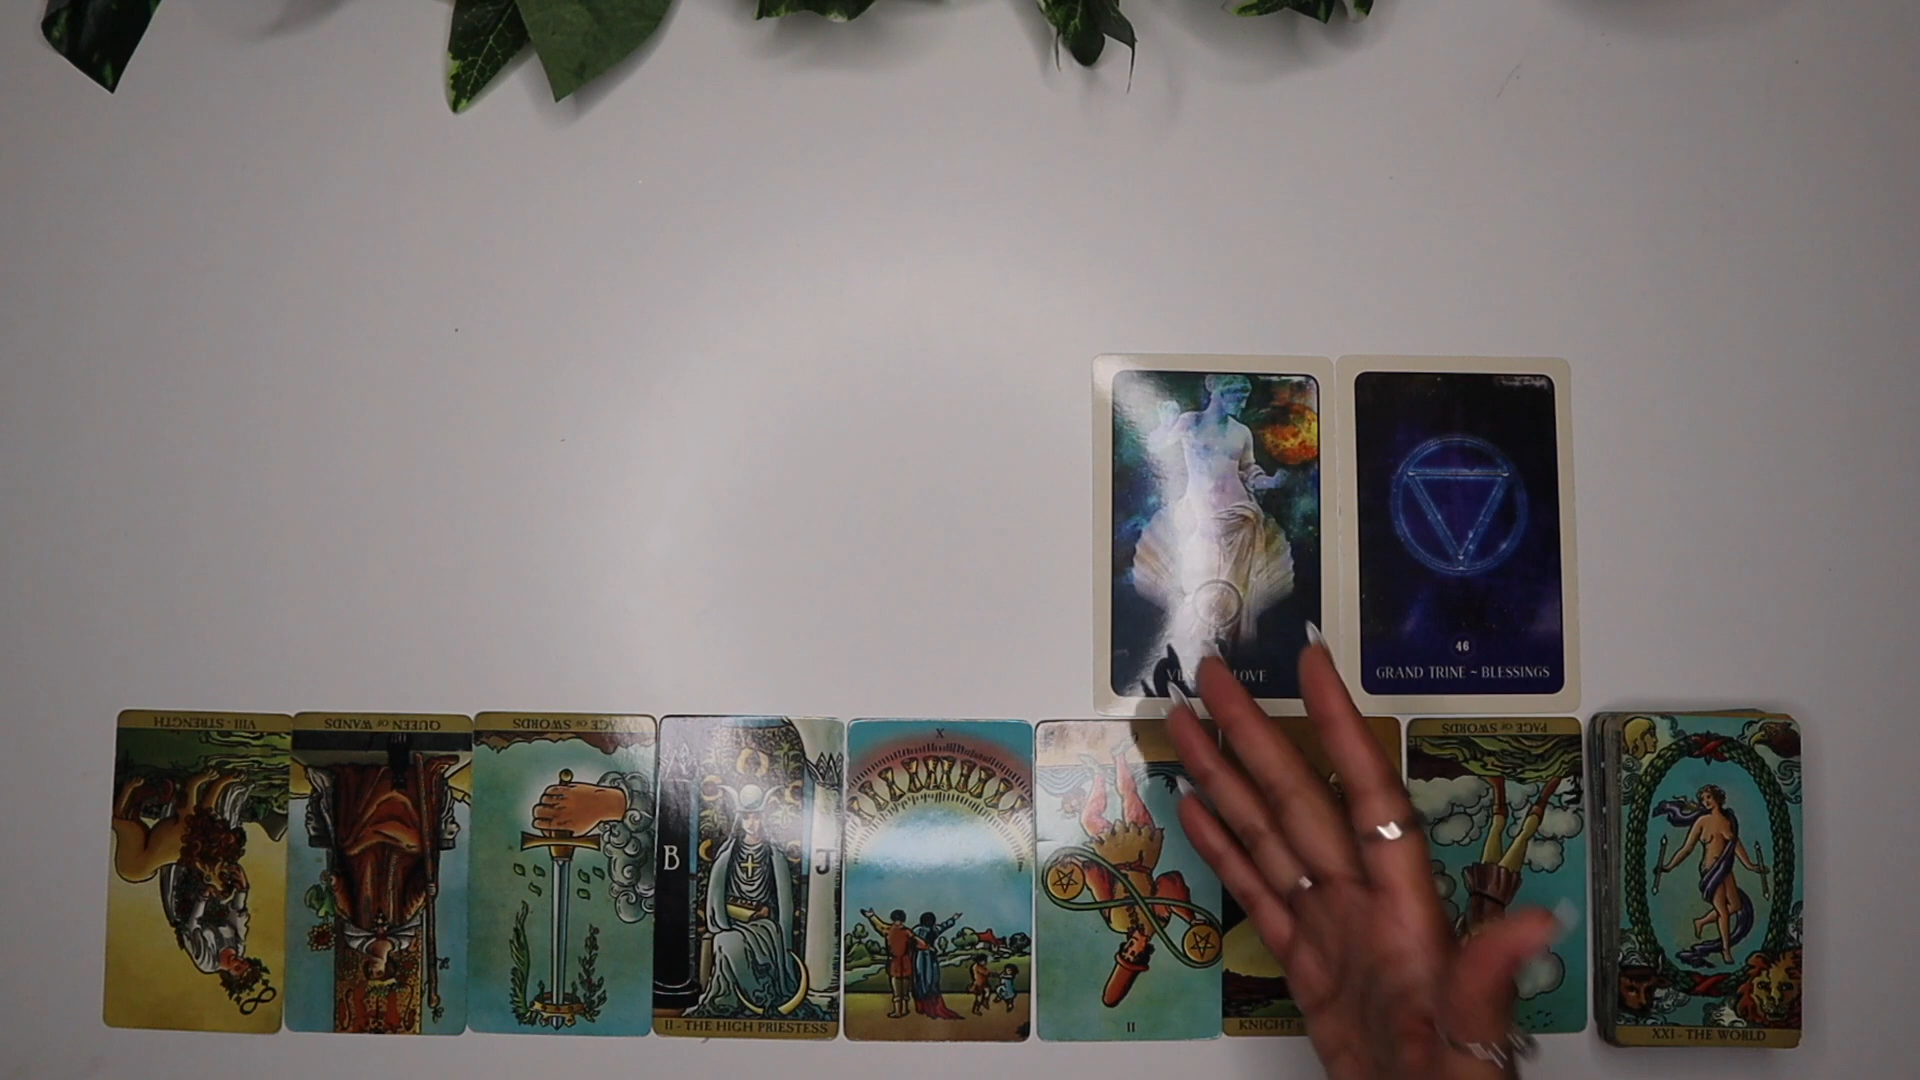 46
GRAND TRINE ~ BLESSINGS
LOVE
VIII - STRENGTH
QUEEN OF WANDS
ACE OF SWORDS
B
J
II - THE HIGH PRIESTESS
X
II
KNIGHT
PAGE OF SWORDS
XXI - THE WORLD